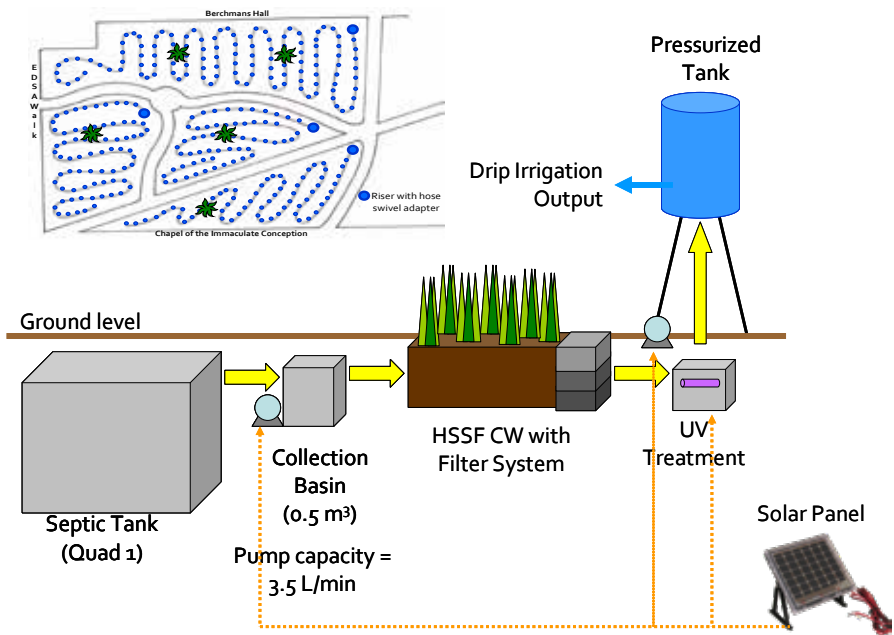 Berchmans Hall
EDSA Walk
Riser with hose
swivel adapter
Chapel of the Immaculate Conception
Pressurized
Tank
Drip Irrigation
Output
Ground level
HSSF CW with
Filter System
UV
Treatment
Collection
Basin
(0.5 m³)
Septic Tank
(Quad 1)
Pump capacity =
3.5 L/min
Solar Panel